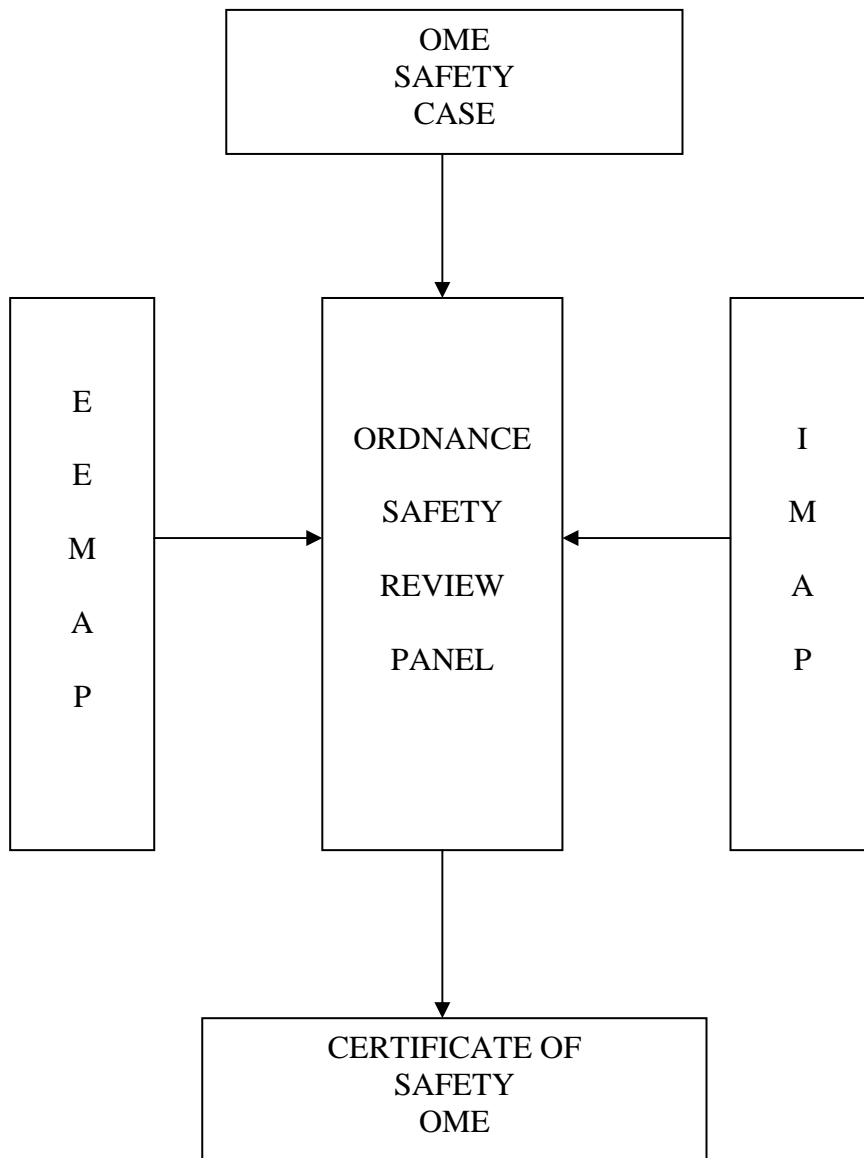 OME
SAFETY
CASE
E
E
M
A
P
ORDNANCE
SAFETY
REVIEW
PANEL
I
M
A
P
CERTIFICATE OF
SAFETY
OME